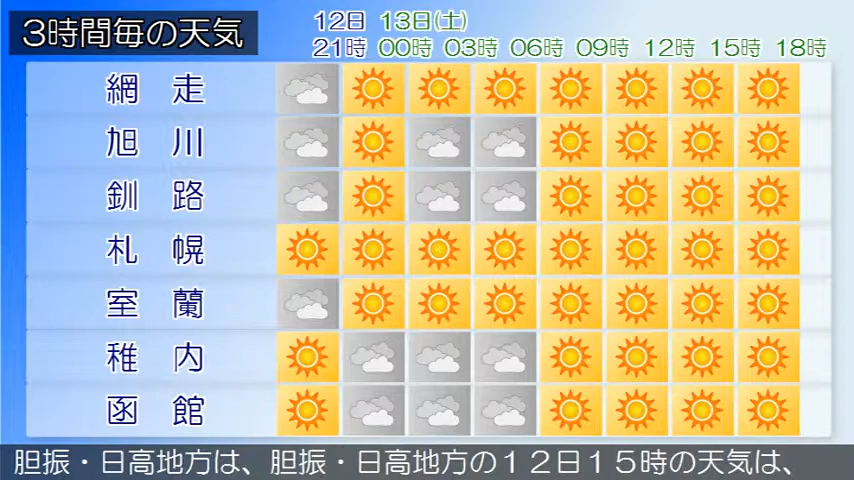 3時間毎の天気
12日 13日(土)
21時 00時 03時 06時 09時 12時 15時 18時
網走
旭川
釧路
札幌
室蘭
稚内
函館
胆振・日高地方は、胆振・日高地方の12日15時の天気は、